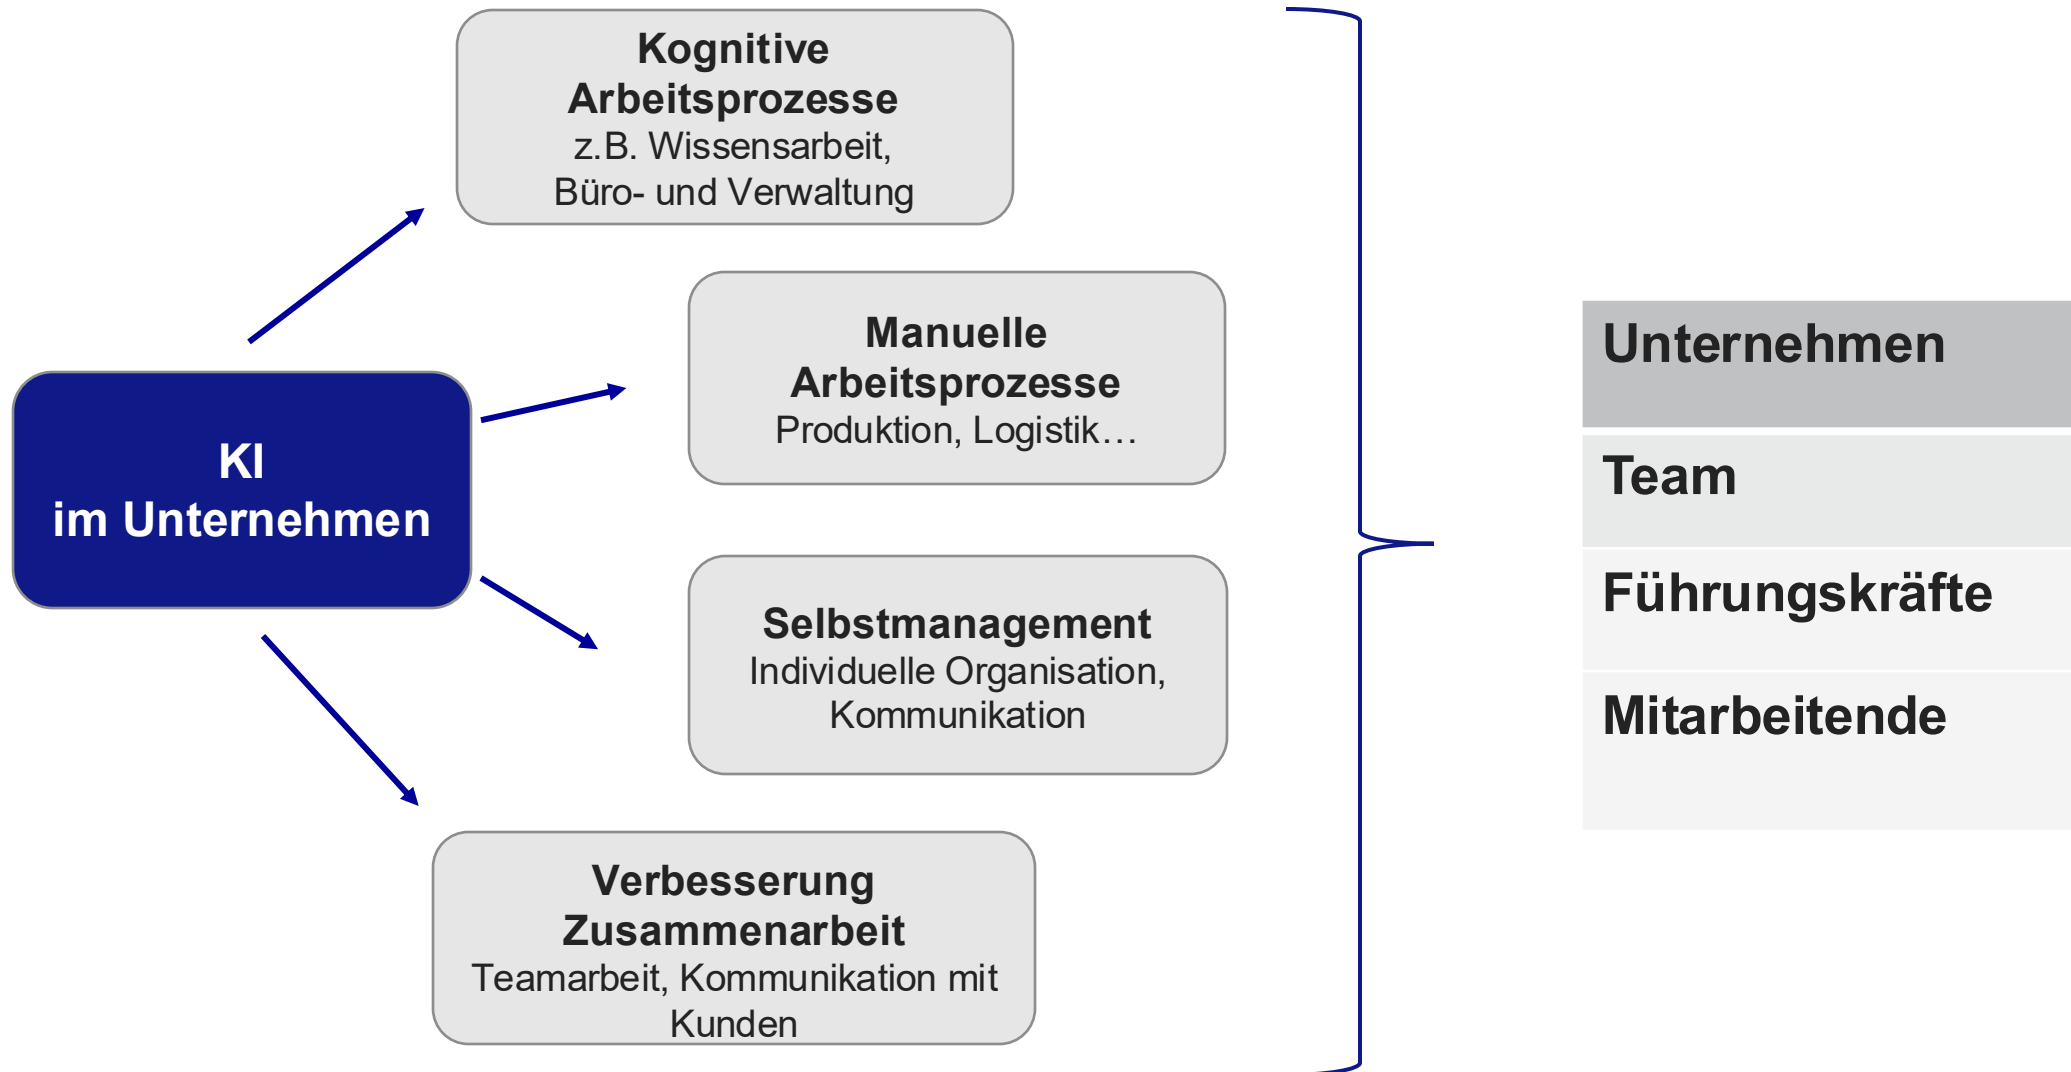 Kognitive
Arbeitsprozesse
z.B. Wissensarbeit,
Büro- und Verwaltung
Manuelle
Arbeitsprozesse
Produktion, Logistik…
KI
im Unternehmen
Selbstmanagement
Individuelle Organisation,
Kommunikation
Verbesserung
Zusammenarbeit
Teamarbeit, Kommunikation mit
Kunden
Unternehmen
Team
Führungskräfte
Mitarbeitende